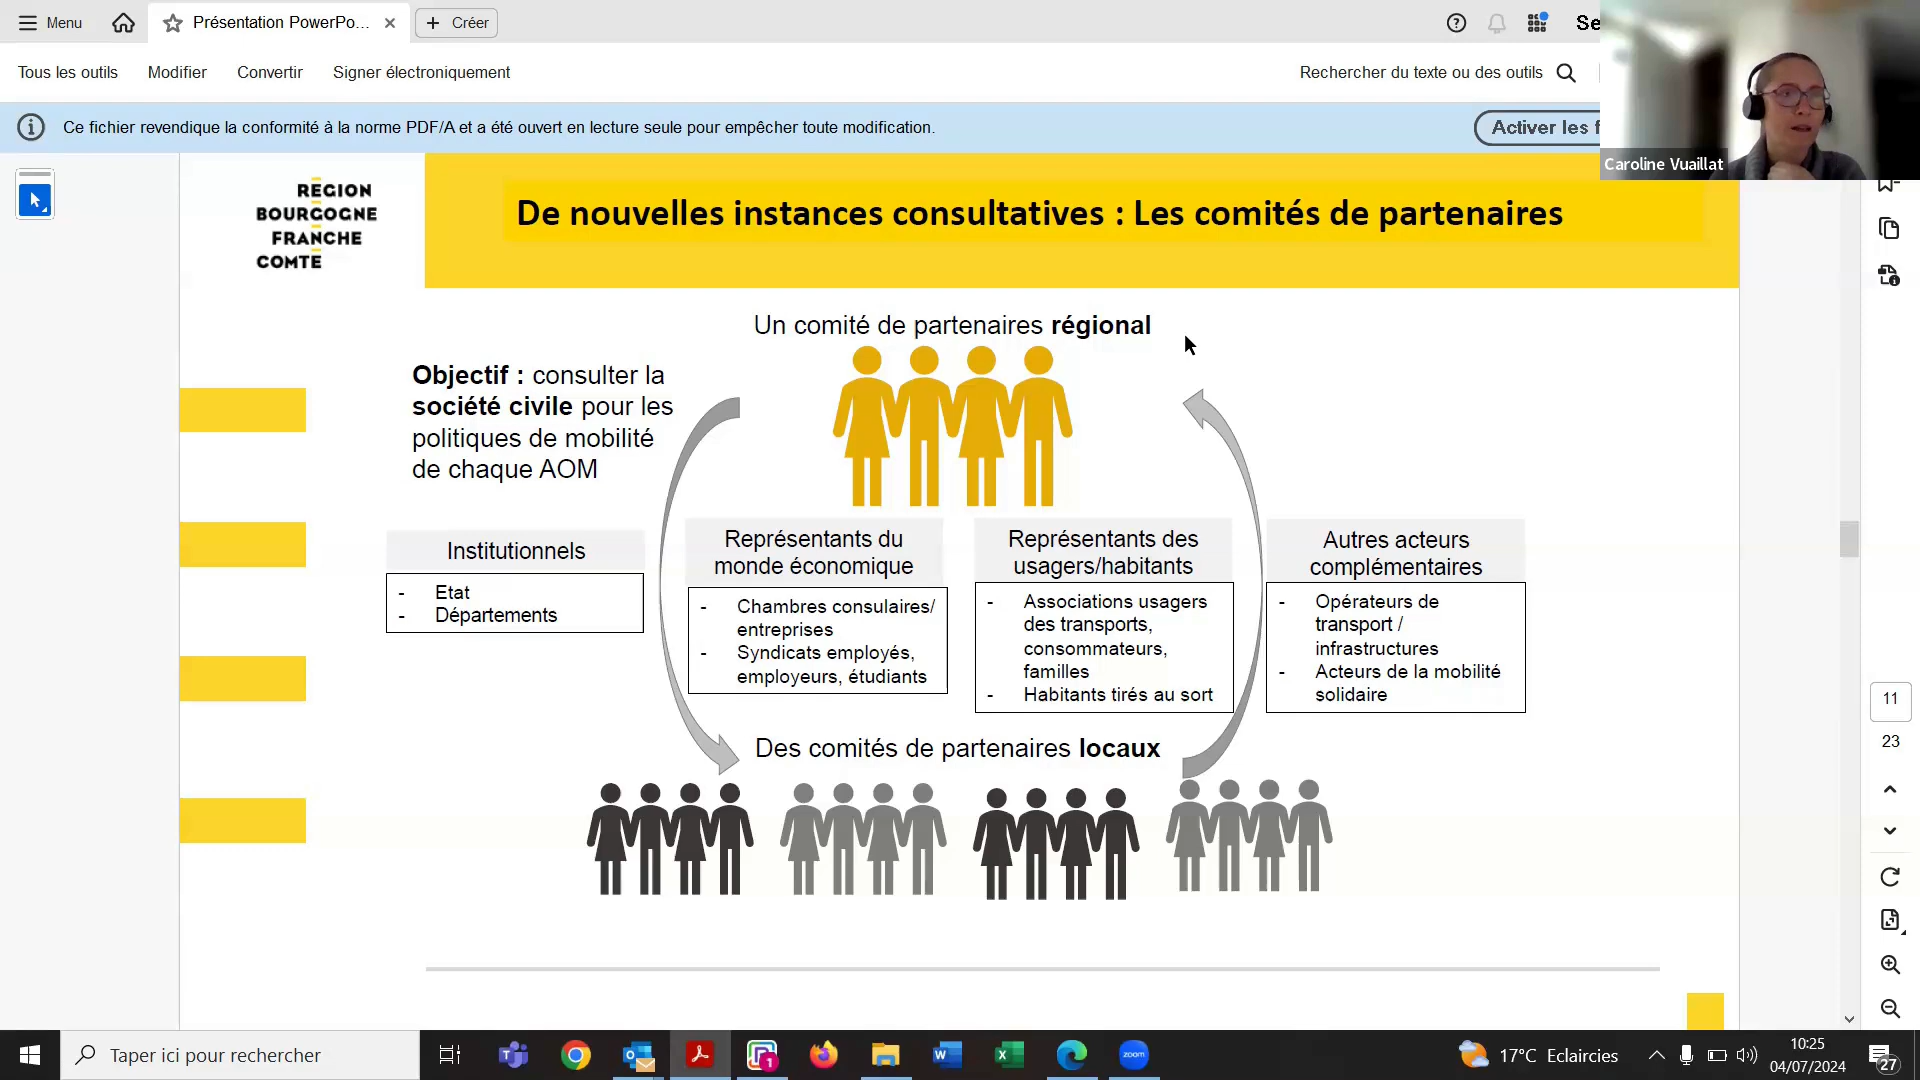 Menu
Présentation PowerPo...
Créer
Se
Tous les outils
Modifier
Convertir
Signer électroniquement
Rechercher du texte ou des outils
Ce fichier revendique la conformité à la norme PDF/A et a été ouvert en lecture seule pour empêcher toute modification.
Activer les f
Caroline Vuaillat
REGION
BOURGOGNE
FRANCHE
COMTE
De nouvelles instances consultatives : Les comités de partenaires
Un comité de partenaires régional
Objectif : consulter la
société civile pour les
politiques de mobilité
de chaque AOM
Institutionnels
- Etat
- Départements
Représentants du
monde économique
- Chambres consulaires/
entreprises
- Syndicats employés,
employeurs, étudiants
Représentants des
usagers/habitants
- Associations usagers
des transports,
consommateurs,
familles
- Habitants tirés au sort
Autres acteurs
complémentaires
- Opérateurs de
transport /
infrastructures
- Acteurs de la mobilité
solidaire
Des comités de partenaires locaux
11
23
Taper ici pour rechercher
1
zoom
17°C Eclaircies
10:25
04/07/2024
27